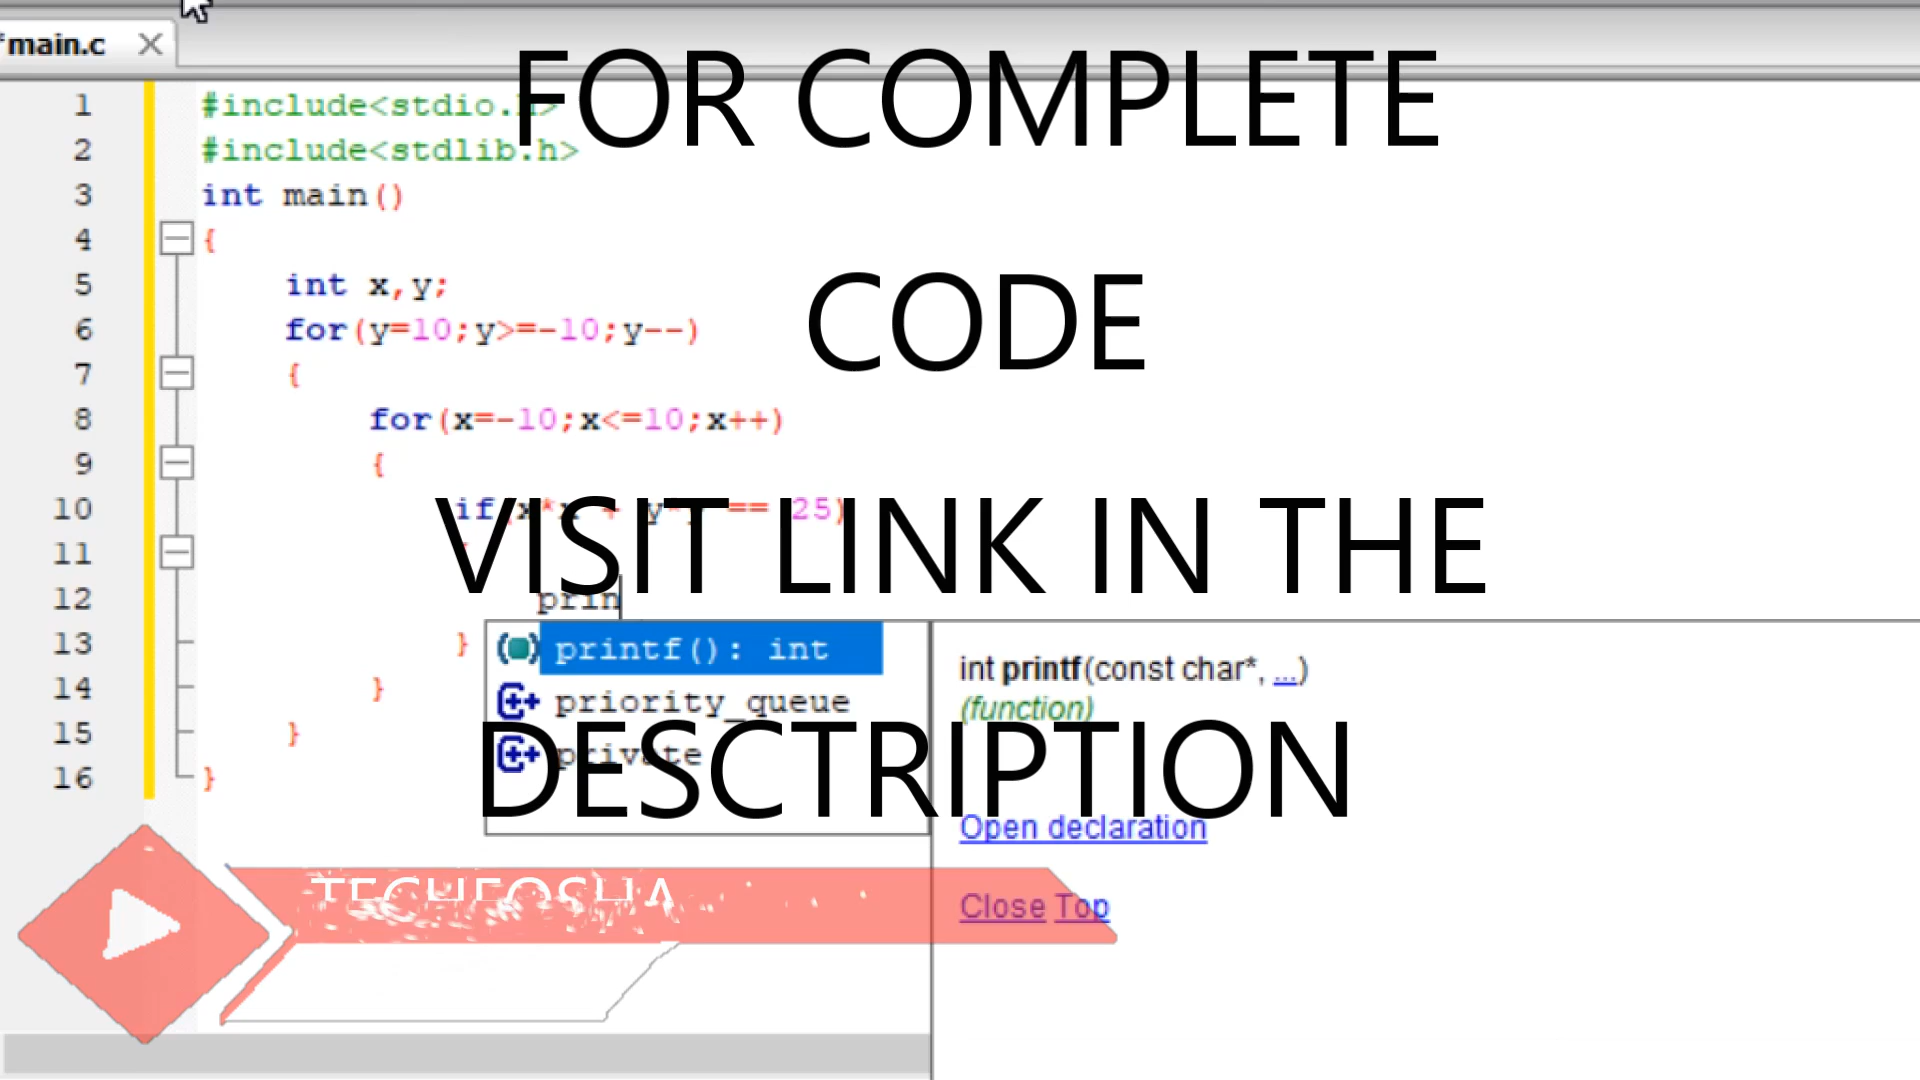 *main.c
FOR COMPLETE
CODE
VISIT LINK IN THE
DESCTRIPTION
1 #include<stdio.h>
2 #include<stdlib.h>
3 int main()
4 {
5 int x,y;
6 for(y=10;y>=-10;y--)
7 {
8 for(x=-10;x<=10;x++)
9 {
10 if(x*x + y*y == 25)
11 {
12 prin
13 }
14 }
15 }
16 }
printf(): int
priority_queue
private
int printf(const char*, ...)
(function)
Open declaration
Close Top